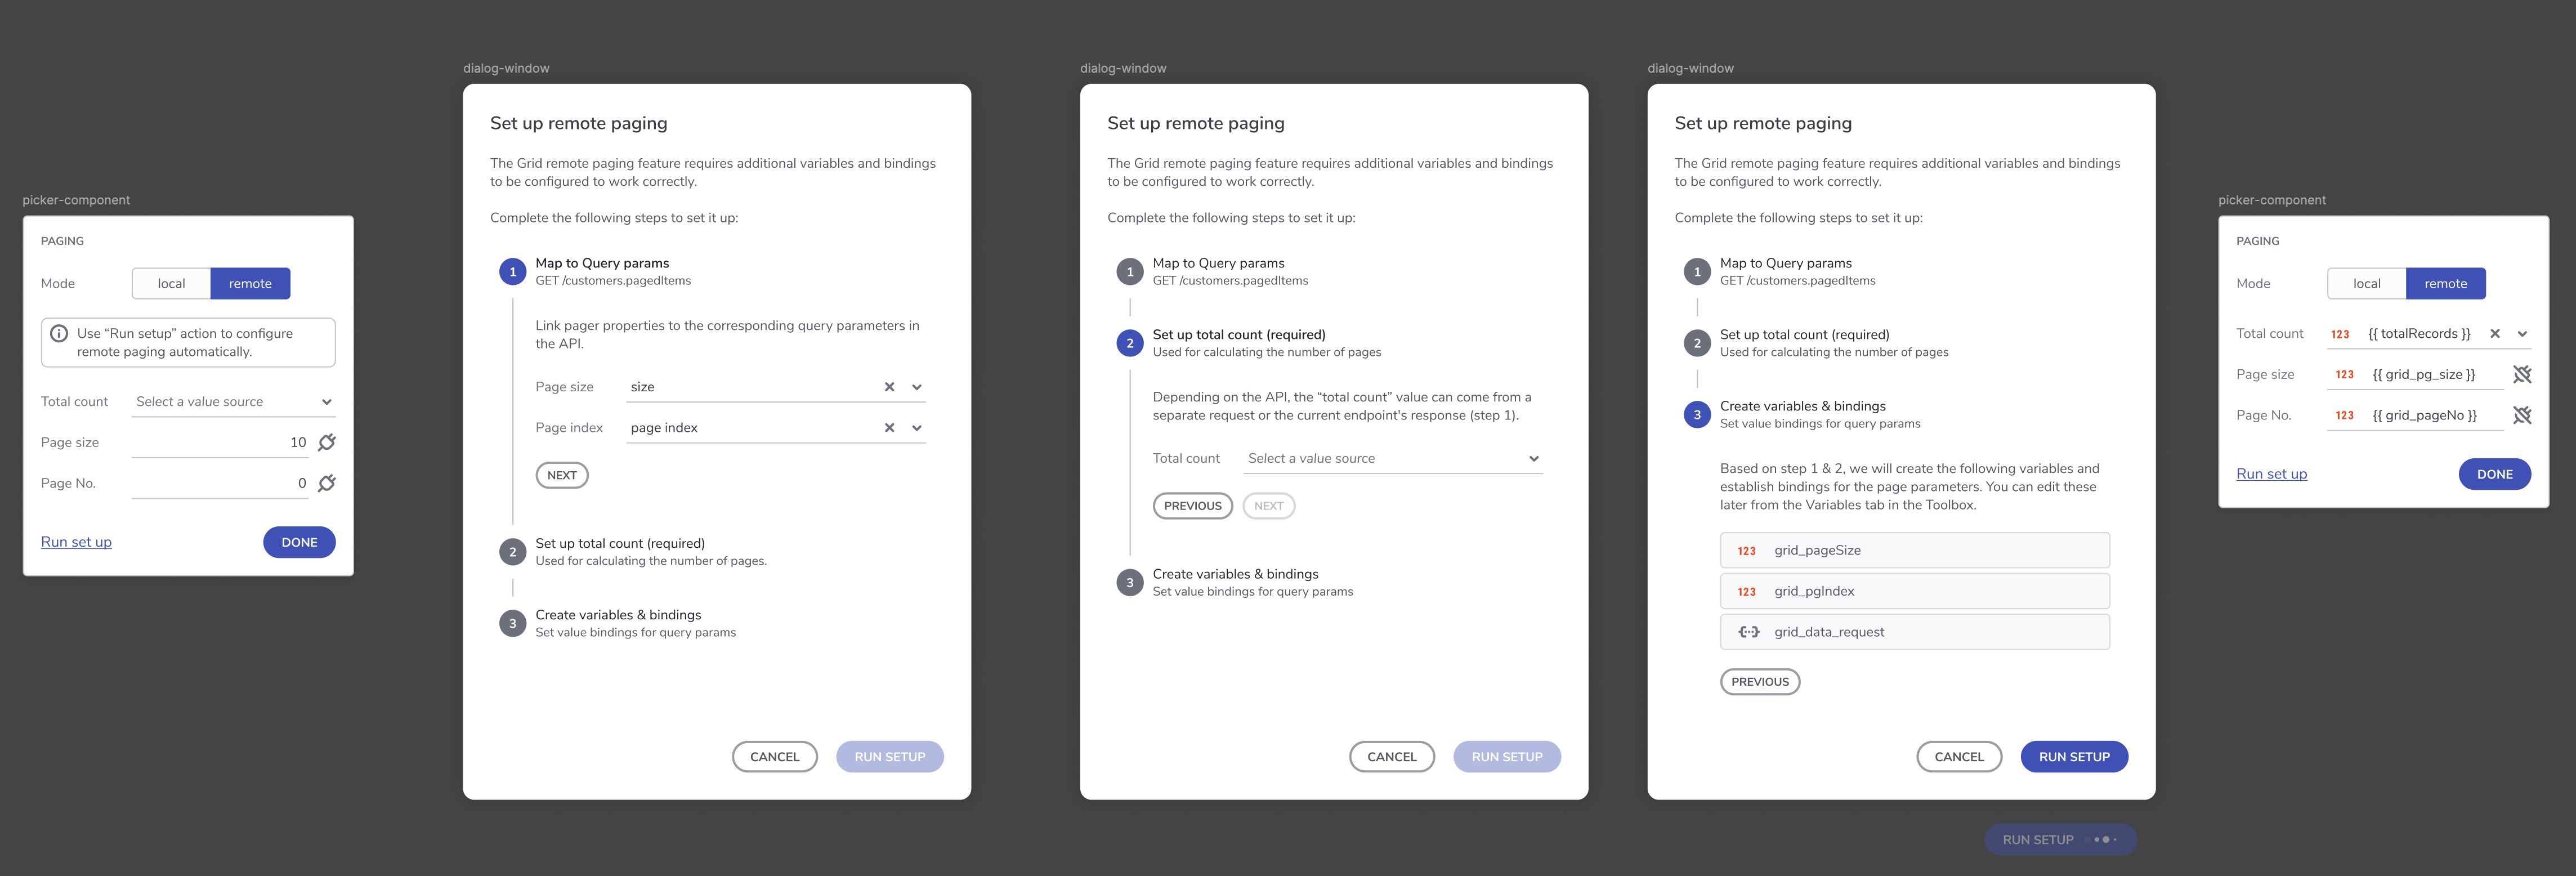 picker-component
PAGING
Mode local remote
Use “Run setup” action to configure
remote paging automatically.
Total count Select a value source
Page size 10
Page No. 0
Run set up DONE
dialog-window
Set up remote paging
The Grid remote paging feature requires additional variables and bindings
to be configured to work correctly.
Complete the following steps to set it up:
1 Map to Query params
GET /customers.pagedItems
Link pager properties to the corresponding query parameters in
the API.
Page size size
Page index page index
NEXT
2 Set up total count (required)
Used for calculating the number of pages.
3 Create variables & bindings
Set value bindings for query params
CANCEL RUN SETUP
dialog-window
Set up remote paging
The Grid remote paging feature requires additional variables and bindings
to be configured to work correctly.
Complete the following steps to set it up:
1 Map to Query params
GET /customers.pagedItems
2 Set up total count (required)
Used for calculating the number of pages
Depending on the API, the “total count” value can come from a
separate request or the current endpoint's response (step 1).
Total count Select a value source
PREVIOUS NEXT
3 Create variables & bindings
Set value bindings for query params
CANCEL RUN SETUP
dialog-window
Set up remote paging
The Grid remote paging feature requires additional variables and bindings
to be configured to work correctly.
Complete the following steps to set it up:
1 Map to Query params
GET /customers.pagedItems
2 Set up total count (required)
Used for calculating the number of pages
3 Create variables & bindings
Set value bindings for query params
Based on step 1 & 2, we will create the following variables and
establish bindings for the page parameters. You can edit these
later from the Variables tab in the Toolbox.
123 grid_pageSize
123 grid_pgIndex
grid_data_request
PREVIOUS
CANCEL RUN SETUP
RUN SETUP
picker-component
PAGING
Mode local remote
Total count 123 {{ totalRecords }}
Page size 123 {{ grid_pg_size }}
Page No. 123 {{ grid_pageNo }}
Run set up DONE